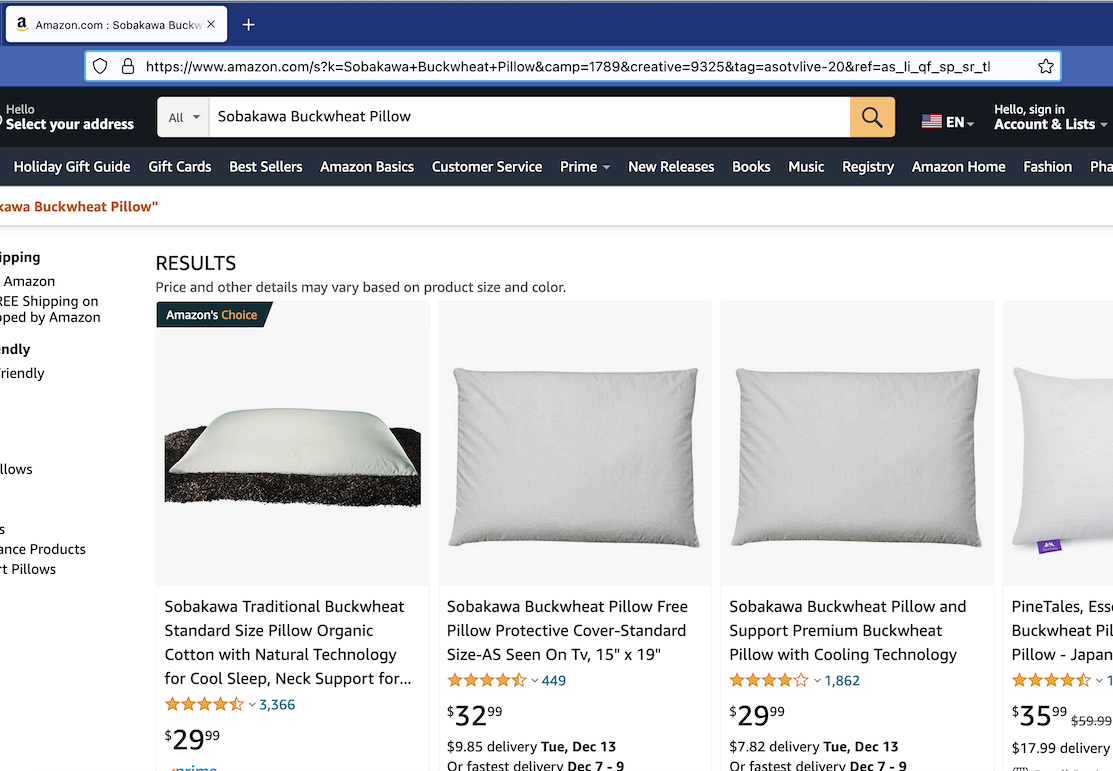 a Amazon.com : Sobakawa Buckw
https://www.amazon.com/s?k=Sobakawa+Buckwheat+Pillow&camp=1789&creative=9325&tag=asotvlive-20&ref=as_li_qf_sp_sr_tl
Hello
Select your address
All
Sobakawa Buckwheat Pillow
EN
Hello, sign in
Account & Lists
Holiday Gift Guide Gift Cards Best Sellers Amazon Basics Customer Service Prime New Releases Books Music Registry Amazon Home Fashion Pha
kawa Buckwheat Pillow"
ipping
Amazon
REE Shipping on
pped by Amazon
endly
riendly
llows
s
ance Products
rt Pillows
RESULTS
Price and other details may vary based on product size and color.
Amazon's Choice
Sobakawa Traditional Buckwheat
Standard Size Pillow Organic
Cotton with Natural Technology
for Cool Sleep, Neck Support for...
3,366
$29.99
prime
Sobakawa Buckwheat Pillow Free
Pillow Protective Cover-Standard
Size-AS Seen On Tv, 15" x 19"
449
$32.99
$9.85 delivery Tue, Dec 13
Or fastest delivery Dec 7 - 9
Sobakawa Buckwheat Pillow and
Support Premium Buckwheat
Pillow with Cooling Technology
1,862
$29.99
$7.82 delivery Tue, Dec 13
Or fastest delivery Dec 7 - 9
PineTales, Ess
Buckwheat Pil
Pillow - Japan
1
$35.99 $59.99
$17.99 delivery